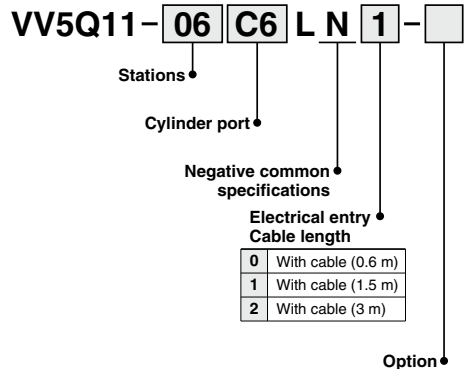 VV5Q11-06 C6 L N 1-
Stations
Cylinder port
Negative common
specifications
Electrical entry
Cable length
0 With cable (0.6 m)
1 With cable (1.5 m)
2 With cable (3 m)
Option